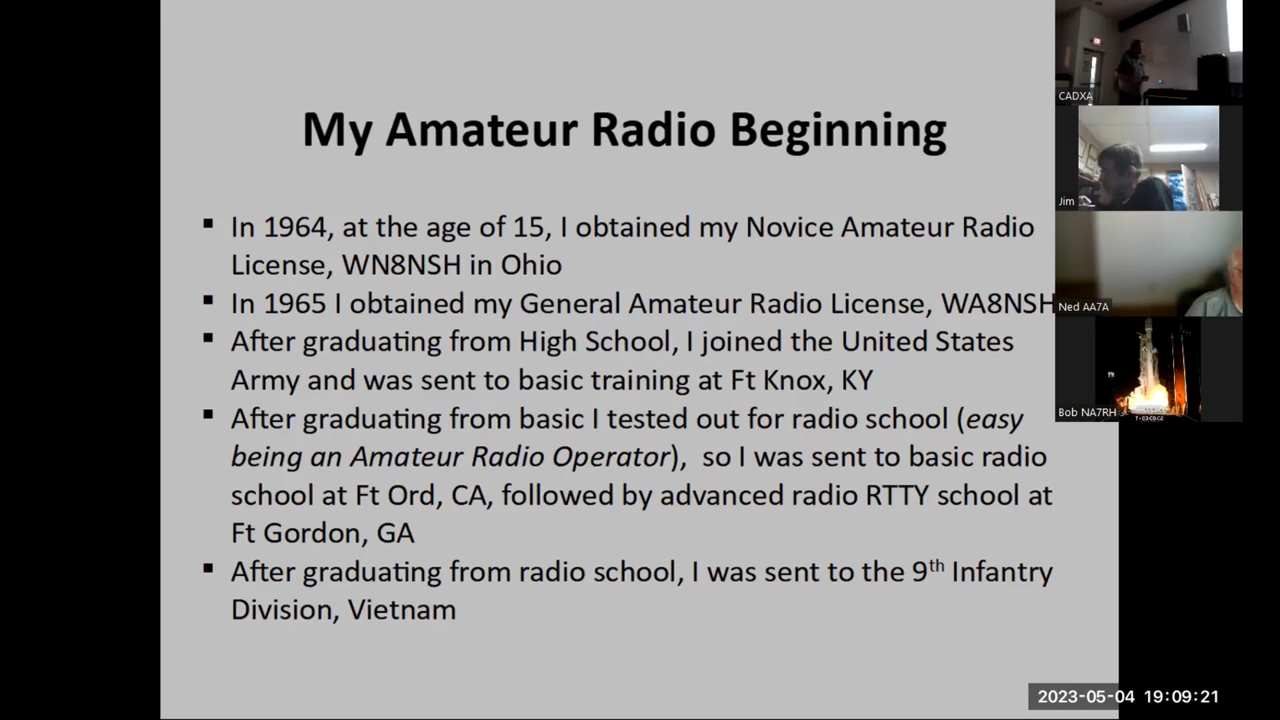 My Amateur Radio Beginning
▪ In 1964, at the age of 15, I obtained my Novice Amateur Radio
License, WN8NSH in Ohio
▪ In 1965 I obtained my General Amateur Radio License, WA8NSH
▪ After graduating from High School, I joined the United States
Army and was sent to basic training at Ft Knox, KY
▪ After graduating from basic I tested out for radio school (easy
being an Amateur Radio Operator),  so I was sent to basic radio
school at Ft Ord, CA, followed by advanced radio RTTY school at
Ft Gordon, GA
▪ After graduating from radio school, I was sent to the 9th Infantry
Division, Vietnam
CADXA
Jim
Ned AA7A
Bob NA7RH
2023-05-04 19:09:21